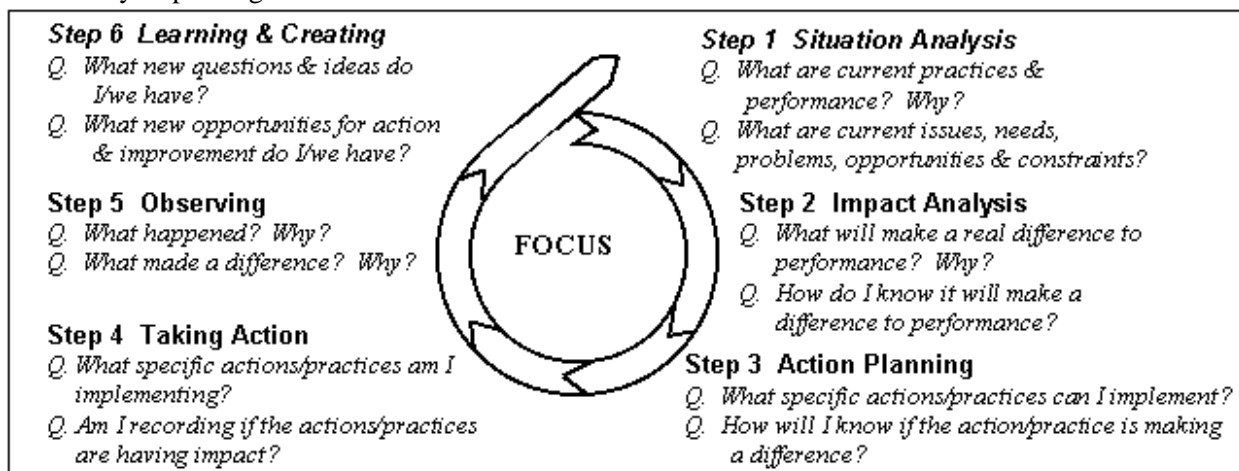 Step 6 Learning & Creating
Q. What new questions & ideas do
I/we have?
Q. What new opportunities for action
& improvement do I/we have?
Step 1 Situation Analysis
Q. What are current practices &
performance? Why?
Q. What are current issues, needs,
problems, opportunities & constraints?
Step 5 Observing
Q. What happened? Why?
Q. What made a difference? Why?
FOCUS
Step 2 Impact Analysis
Q. What will make a real difference to
performance? Why?
Q. How do I know it will make a
difference to performance?
Step 4 Taking Action
Q. What specific actions/practices am I
implementing?
Q. Am I recording if the actions/practices
are having impact?
Step 3 Action Planning
Q. What specific actions/practices can I implement?
Q. How will I know if the action/practice is making
a difference?